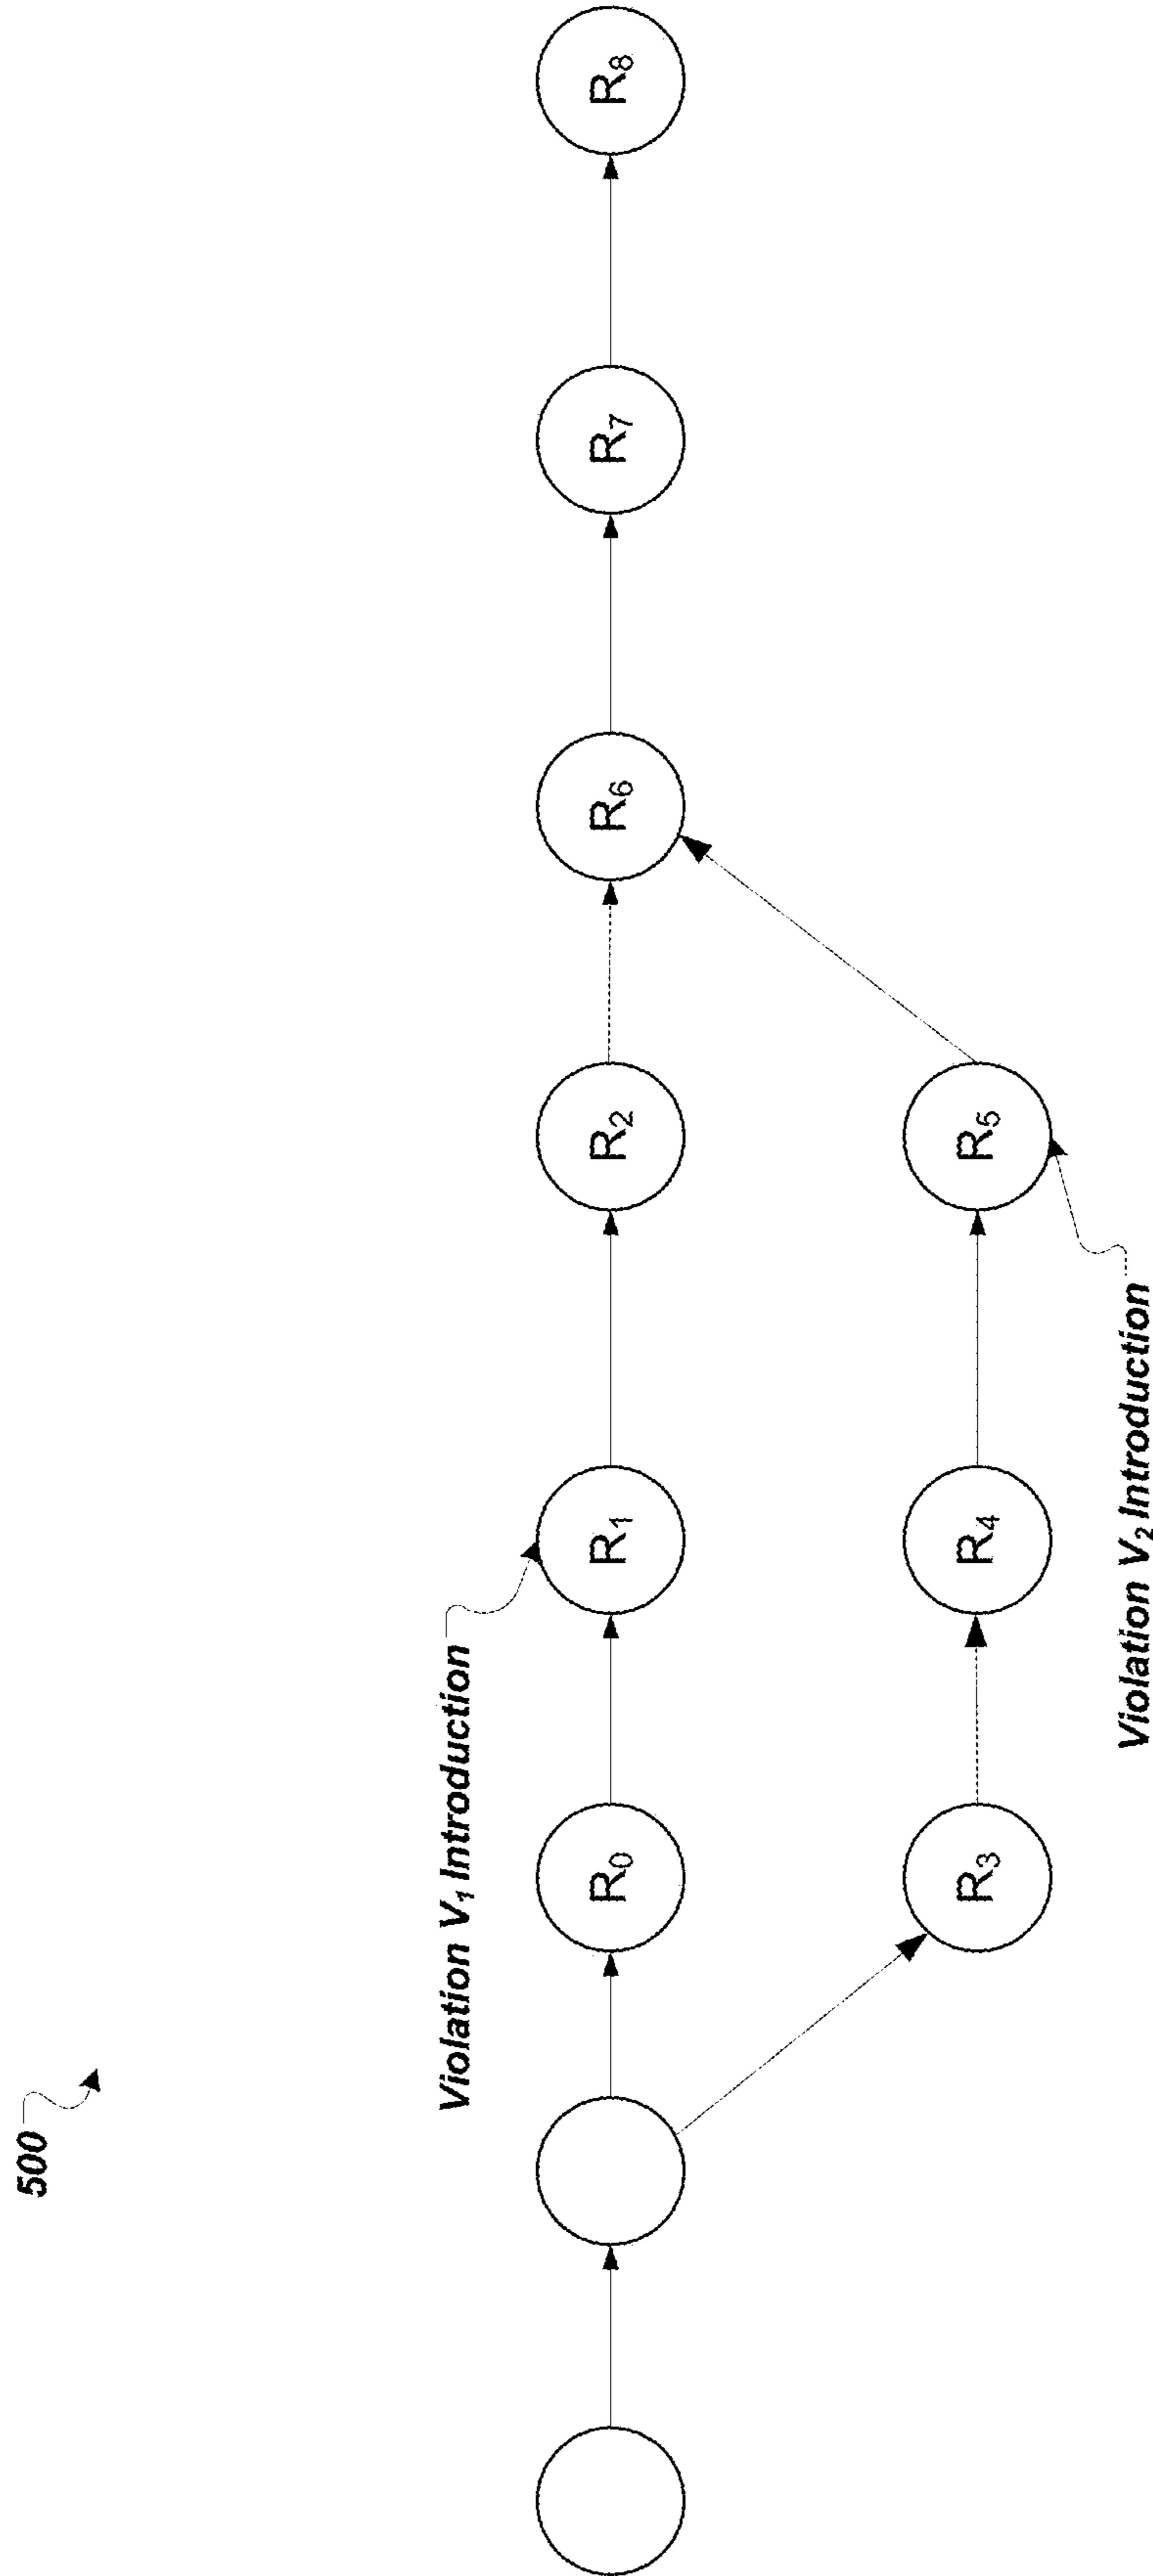 500
Violation V₁ Introduction
R₀
R₁
R₂
R₆
R₇
R₈
R₃
R₄
R₅
Violation V₂ Introduction